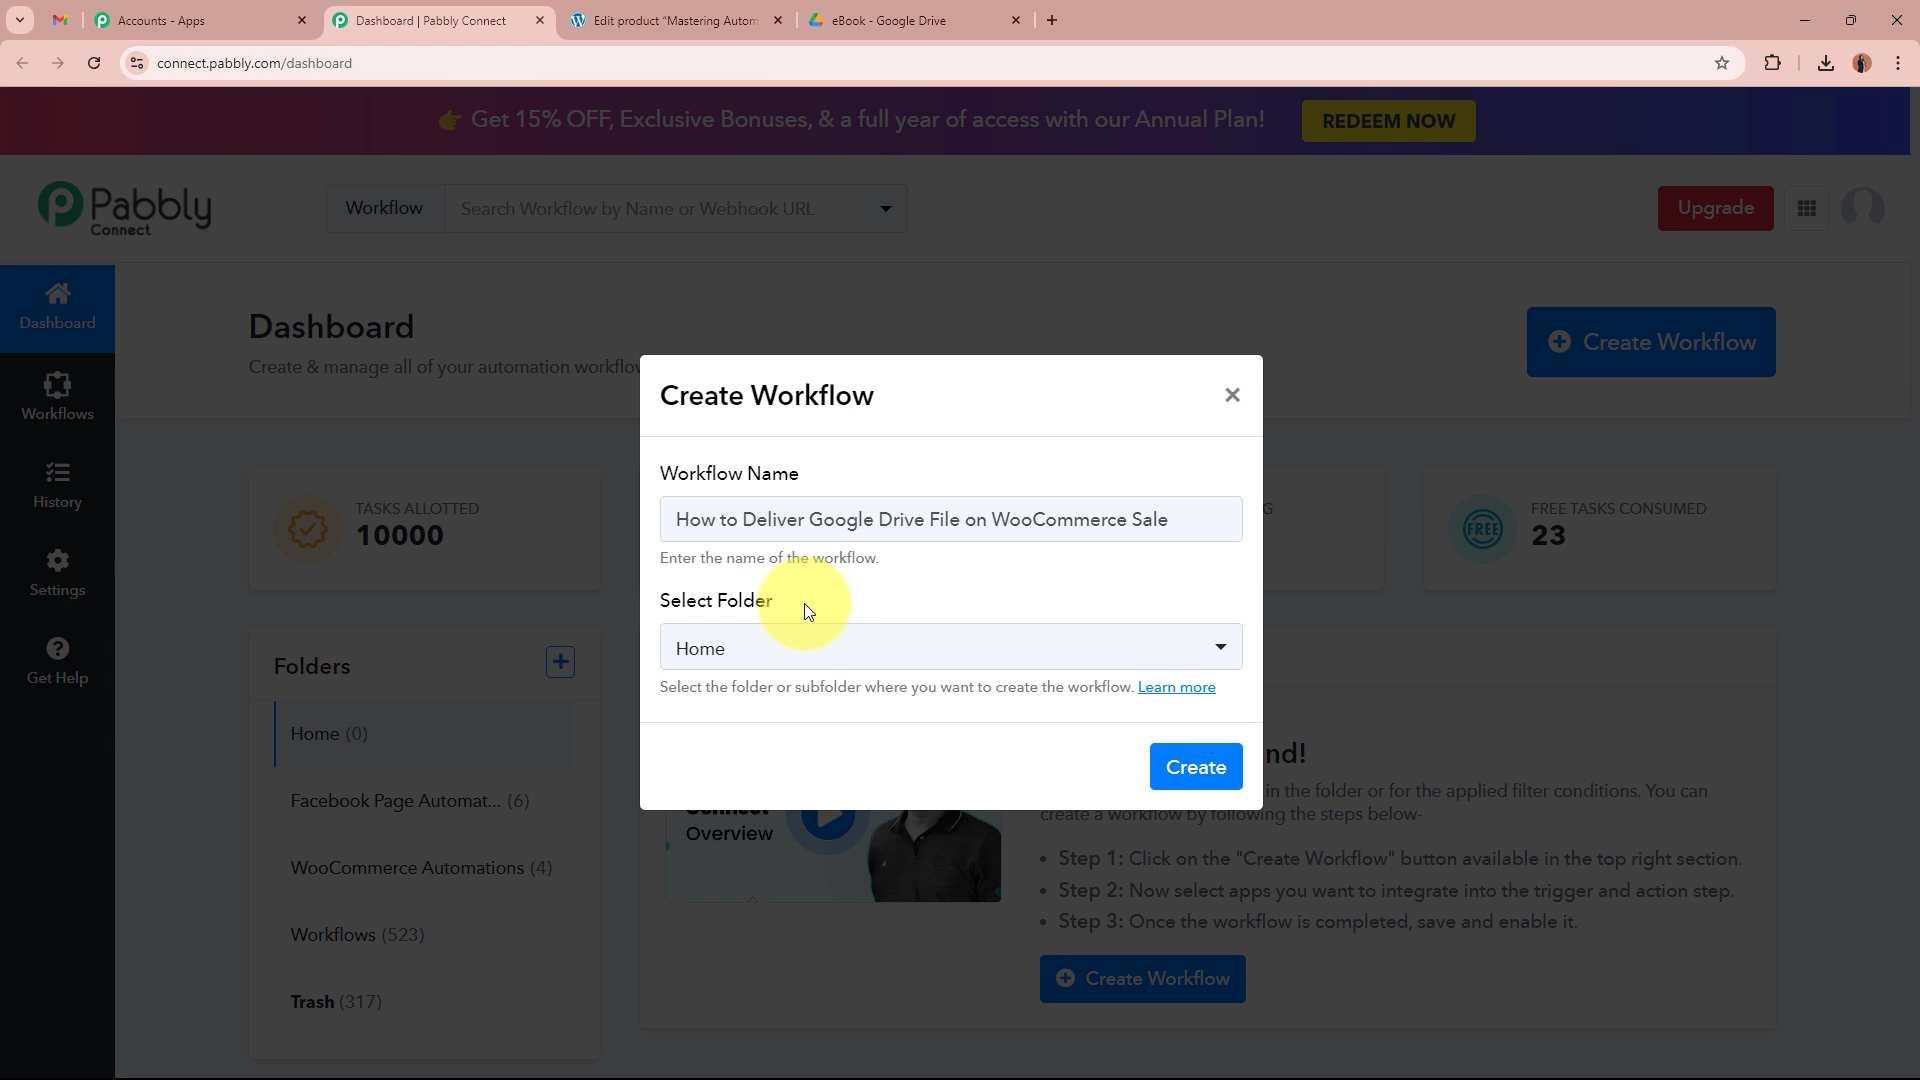 Accounts - Apps
Dashboard | Pabbly Connect
Edit product "Mastering Autom
eBook - Google Drive
connect.pabbly.com/dashboard
Get 15% OFF, Exclusive Bonuses, & a full year of access with our Annual Plan!
REDEEM NOW
Pabbly
Connect
Workflow
Search Workflow by Name or Webhook URL
Upgrade
Dashboard
Workflows
History
Settings
Get Help
Dashboard
Create & manage all of your automation workflow
Create Workflow
TASKS ALLOTTED
10000
G
FREE
FREE TASKS CONSUMED
23
Folders
Home (0)
Facebook Page Automat... (6)
WooCommerce Automations (4)
Workflows (523)
Trash (317)
Create Workflow
Workflow Name
How to Deliver Google Drive File on WooCommerce Sale
Enter the name of the workflow.
Select Folder
Home
Select the folder or subfolder where you want to create the workflow. Learn more
Create
Connect
Overview
nd!
in the folder or for the applied filter conditions. You can
create a workflow by following the steps below-
• Step 1: Click on the "Create Workflow" button available in the top right section.
• Step 2: Now select apps you want to integrate into the trigger and action step.
• Step 3: Once the workflow is completed, save and enable it.
Create Workflow